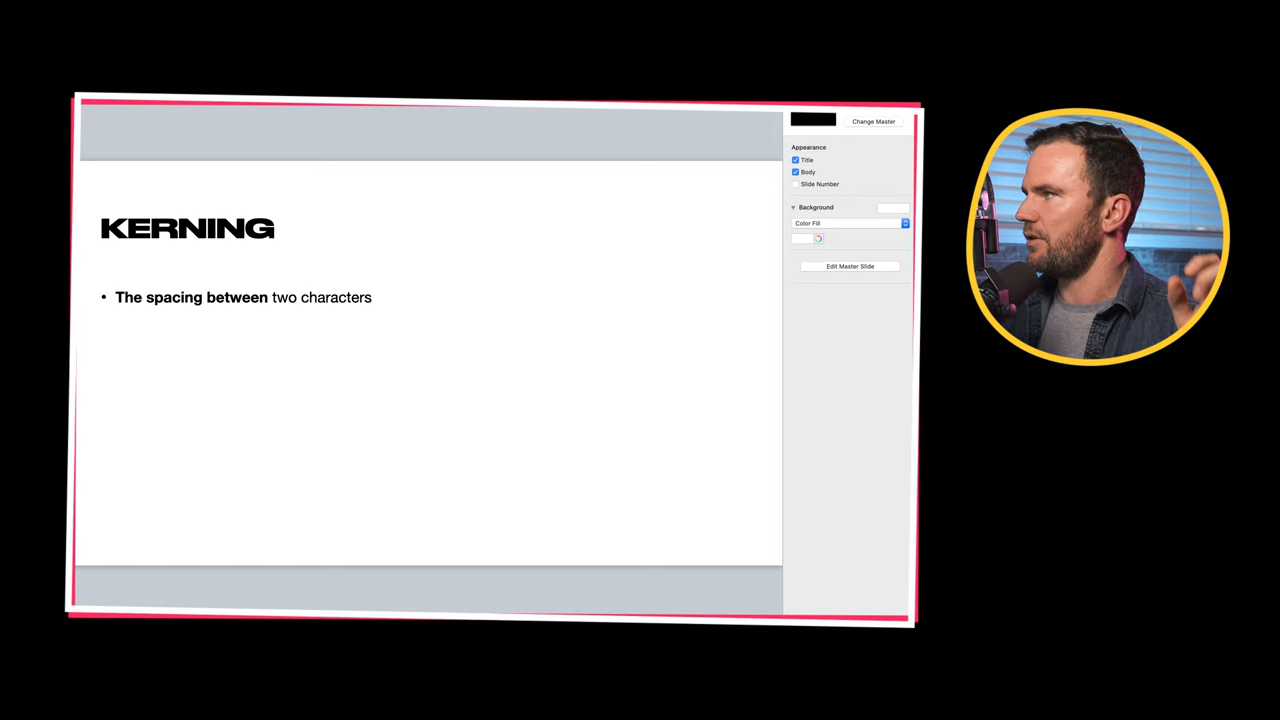 KERNING
• The spacing between two characters
Change Master
Appearance
Title
Body
Slide Number
Background
Color Fill
Edit Master Slide